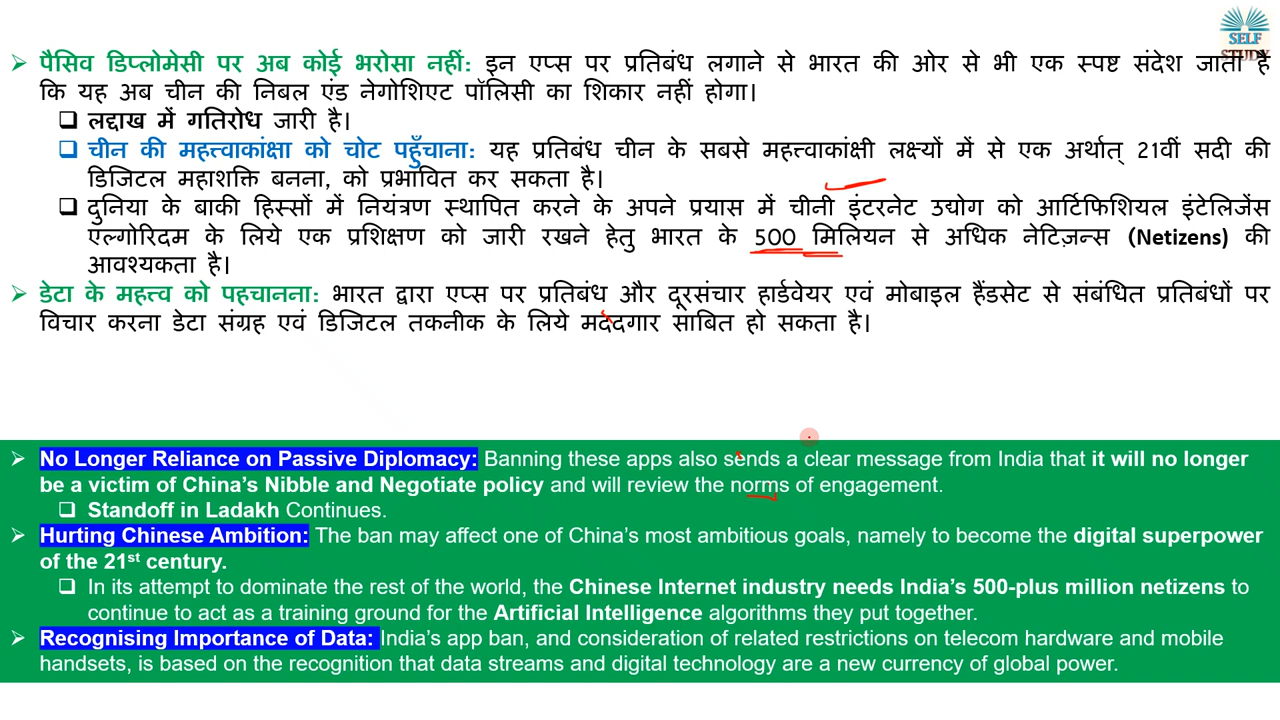 SELF
STUDY
➢ पैसिव डिप्लोमेसी पर अब कोई भरोसा नहीं: इन एप्स पर प्रतिबंध लगाने से भारत की ओर से भी एक स्पष्ट संदेश जाता है
कि यह अब चीन की निबल एंड नेगोशिएट पॉलिसी का शिकार नहीं होगा।
❑ लद्दाख में गतिरोध जारी है।
❑ चीन की महत्त्वाकांक्षा को चोट पहुँचाना: यह प्रतिबंध चीन के सबसे महत्त्वाकांक्षी लक्ष्यों में से एक अर्थात् 21वीं सदी की
डिजिटल महाशक्ति बनना, को प्रभावित कर सकता है।
❑ दुनिया के बाकी हिस्सों में नियंत्रण स्थापित करने के अपने प्रयास में चीनी इंटरनेट उद्योग को आर्टिफिशियल इंटेलिजेंस
एल्गोरिदम के लिये एक प्रशिक्षण को जारी रखने हेतु भारत के 500 मिलियन से अधिक नेटिज़न्स (Netizens) की
आवश्यकता है।
➢ डेटा के महत्त्व को पहचानना: भारत द्वारा एप्स पर प्रतिबंध और दूरसंचार हार्डवेयर एवं मोबाइल हैंडसेट से संबंधित प्रतिबंधों पर
विचार करना डेटा संग्रह एवं डिजिटल तकनीक के लिये मददगार साबित हो सकता है।
➢ No Longer Reliance on Passive Diplomacy: Banning these apps also sends a clear message from India that it will no longer
be a victim of China’s Nibble and Negotiate policy and will review the norms of engagement.
❑ Standoff in Ladakh Continues.
➢ Hurting Chinese Ambition: The ban may affect one of China’s most ambitious goals, namely to become the digital superpower
of the 21st century.
❑ In its attempt to dominate the rest of the world, the Chinese Internet industry needs India’s 500-plus million netizens to
continue to act as a training ground for the Artificial Intelligence algorithms they put together.
➢ Recognising Importance of Data: India’s app ban, and consideration of related restrictions on telecom hardware and mobile
handsets, is based on the recognition that data streams and digital technology are a new currency of global power.